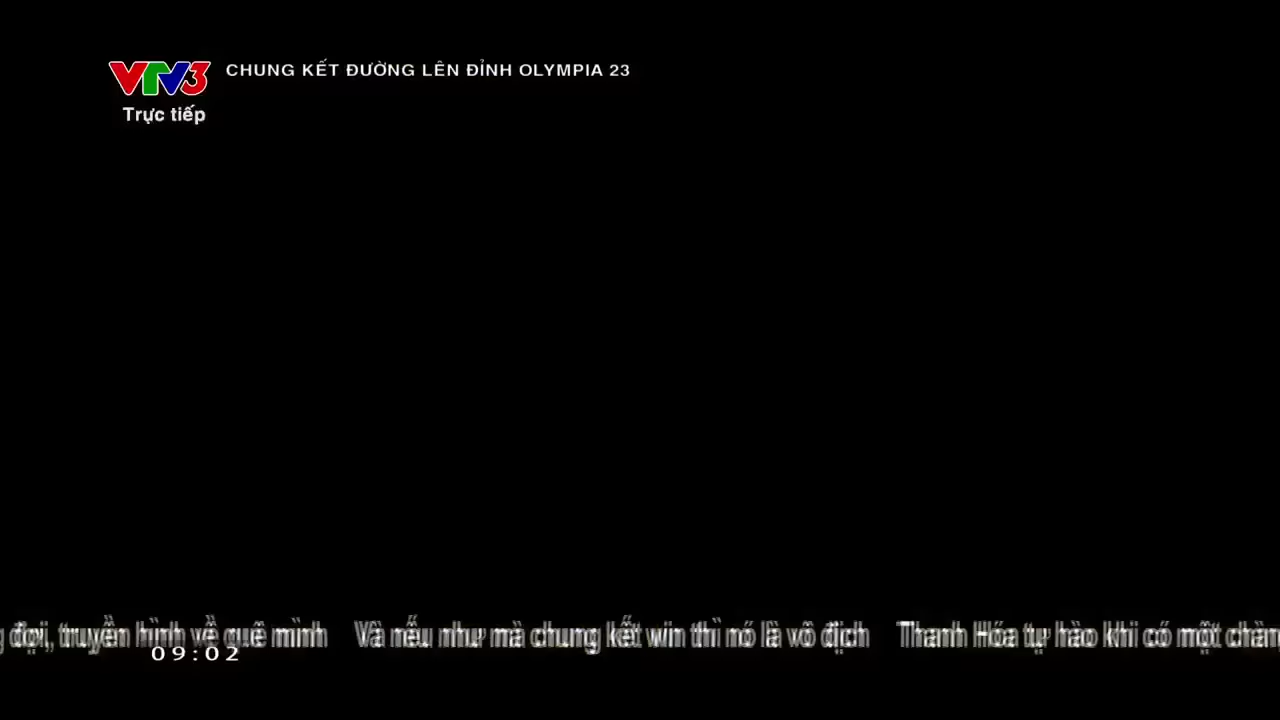 VTV3
CHUNG KẾT ĐƯỜNG LÊN ĐỈNH OLYMPIA 23
Trực tiếp
đợi, truyền hình về quê mình Và nếu như mà chung kết win thì nó là vô địch Thanh Hóa tự hào khi có một chàng
09:02